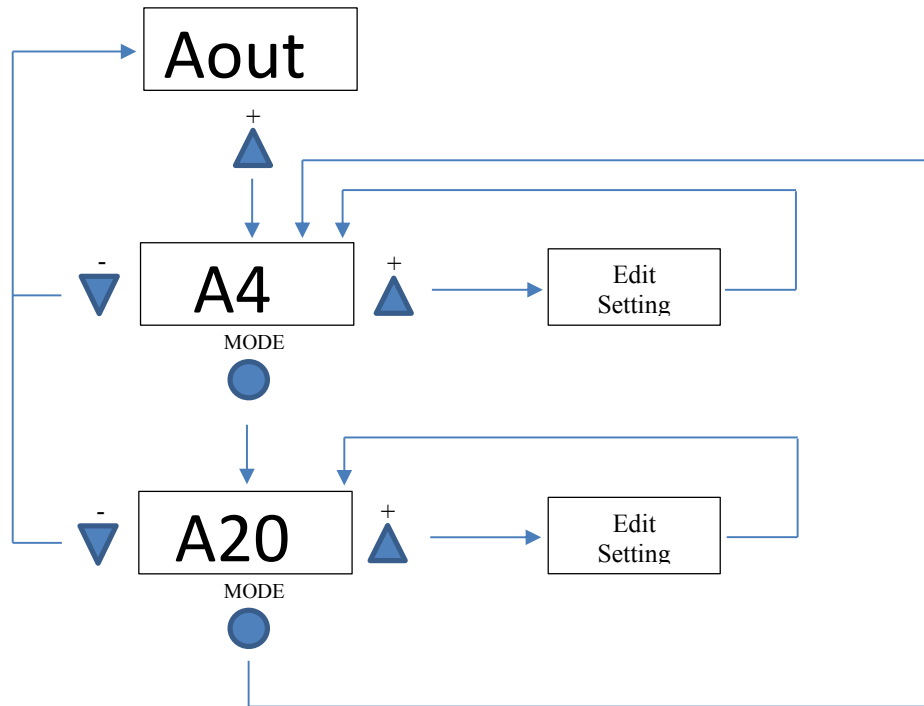 Aout
+
-
A4
+
Edit
Setting
MODE
-
A20
+
Edit
Setting
MODE